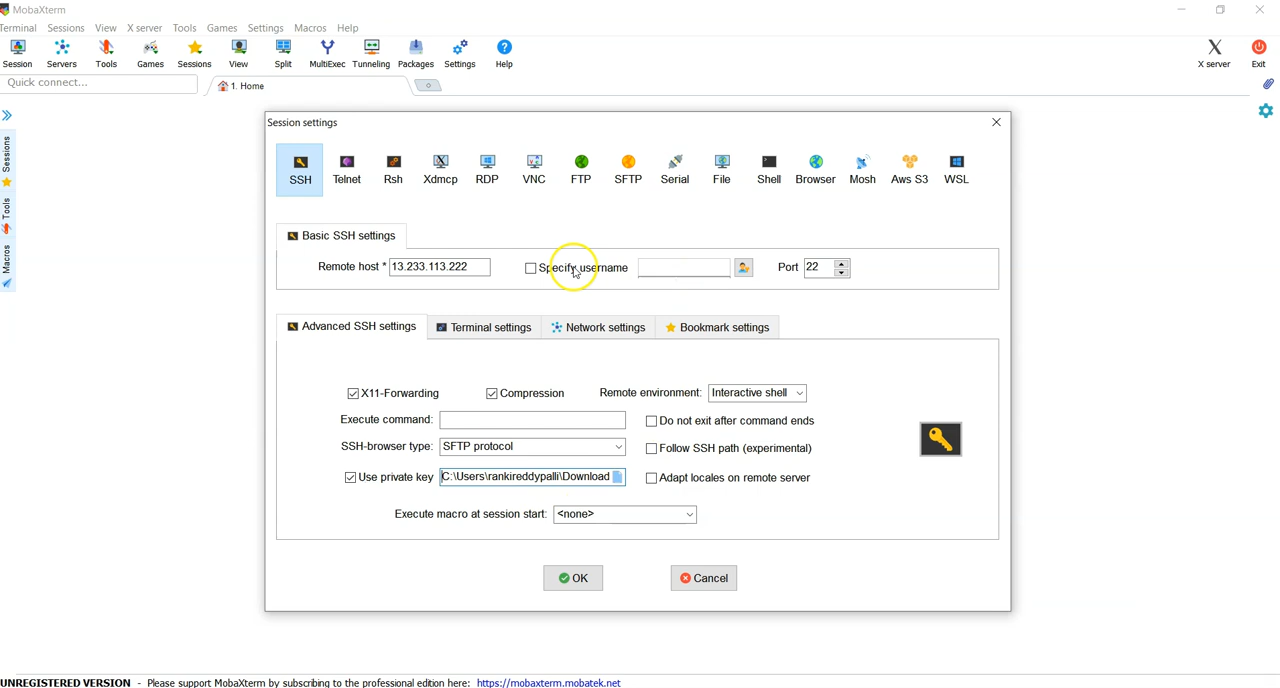 MobaXterm
Terminal Sessions View X server Tools Games Settings Macros Help
Session Servers Tools Games Sessions View Split MultiExec Tunneling Packages Settings Help X server Exit
Quick connect...
1. Home
Sessions
Tools
Macros
Session settings
SSH Telnet Rsh Xdmcp RDP VNC FTP SFTP Serial File Shell Browser Mosh Aws S3 WSL
Basic SSH settings
Remote host * 13.233.113.222 Specify username Port 22
Advanced SSH settings Terminal settings Network settings Bookmark settings
X11-Forwarding Compression Remote environment: Interactive shell
Execute command: Do not exit after command ends
SSH-browser type: SFTP protocol Follow SSH path (experimental)
Use private key C:\Users\rankireddypalli\Download Adapt locales on remote server
Execute macro at session start: <none>
OK Cancel
UNREGISTERED VERSION - Please support MobaXterm by subscribing to the professional edition here: https://mobaxterm.mobatek.net